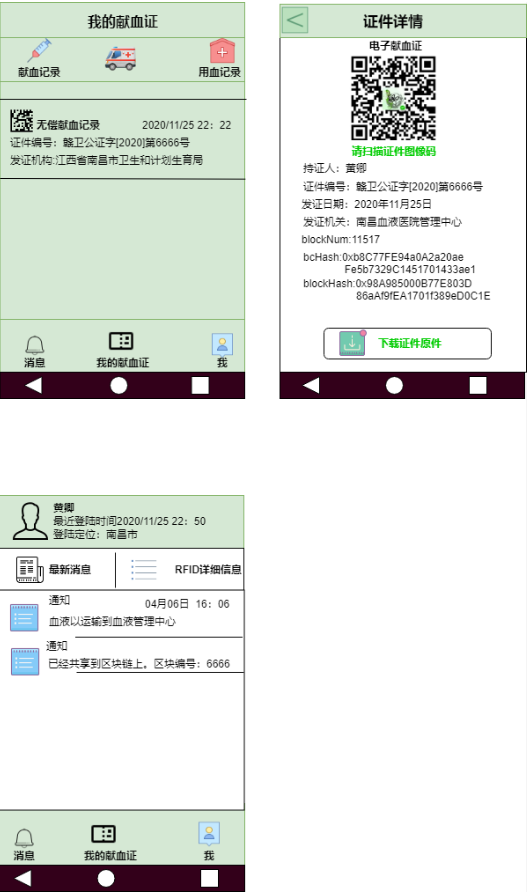 我的献血证
献血记录
用血记录
无偿献血记录 2020/11/25 22：22
证件编号：赣卫公证字[2020]第6666号
发证机构:江西省南昌市卫生和计划生育局
消息
我的献血证
我
证件详情
电子献血证
请扫描证件图像码
持证人：黄卿
证件编号：赣卫公证字[2020]第6666号
发证日期：2020年11月25日
发证机关：南昌血液医院管理中心
blockNum:11517
bcHash:0xb8C77FE94a0A2a20ae
Fe5b7329C1451701433ae1
blockHash:0x98A985000B77E803D
86aAf9fEA1701f389eD0C1E
下载证件原件
黄卿
最近登陆时间2020/11/25 22：50
登陆定位：南昌市
最新消息
RFID详细信息
通知 04月06日 16：06
血液以运输到血液管理中心
通知
已经共享到区块链上。区块编号：6666
消息
我的献血证
我